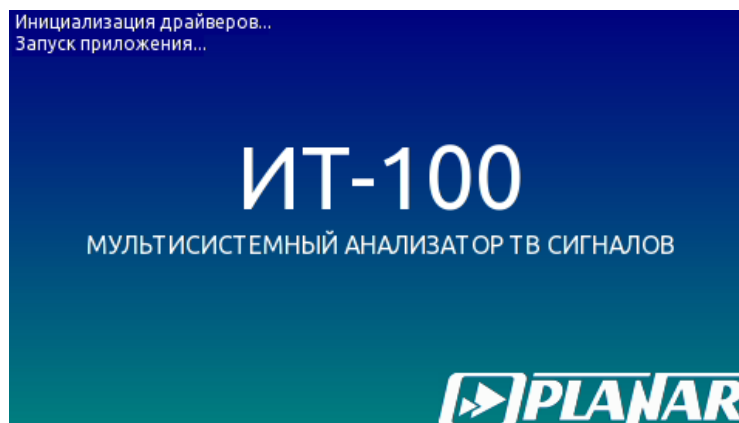 Инициализация драйверов...
Запуск приложения...
ИТ-100
МУЛЬТИСИСТЕМНЫЙ АНАЛИЗАТОР ТВ СИГНАЛОВ
PLANAR